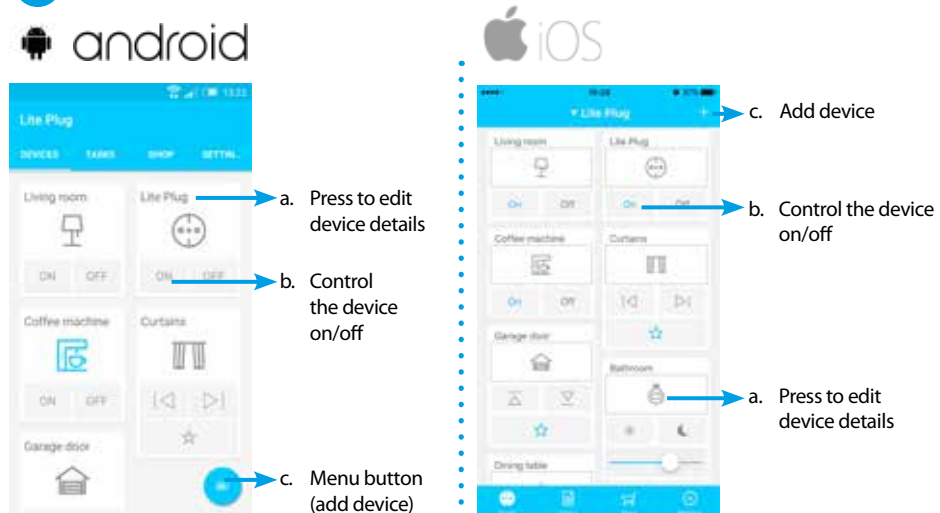 android
iOS
13:22
Lite Plug
DEVICES TASKS SHOP SETTIN...
Living room
Lite Plug
ON OFF
ON OFF
Coffee machine
Curtains
ON OFF
Garage door
a. Press to edit
device details
b. Control
the device
on/off
c. Menu button
(add device)
Lite Plug
Living room
Lite Plug
On Off
On Off
Coffee machine
Curtains
On Off
Garage door
Bathroom
Dining table
c. Add device
b. Control the device
on/off
a. Press to edit
device details